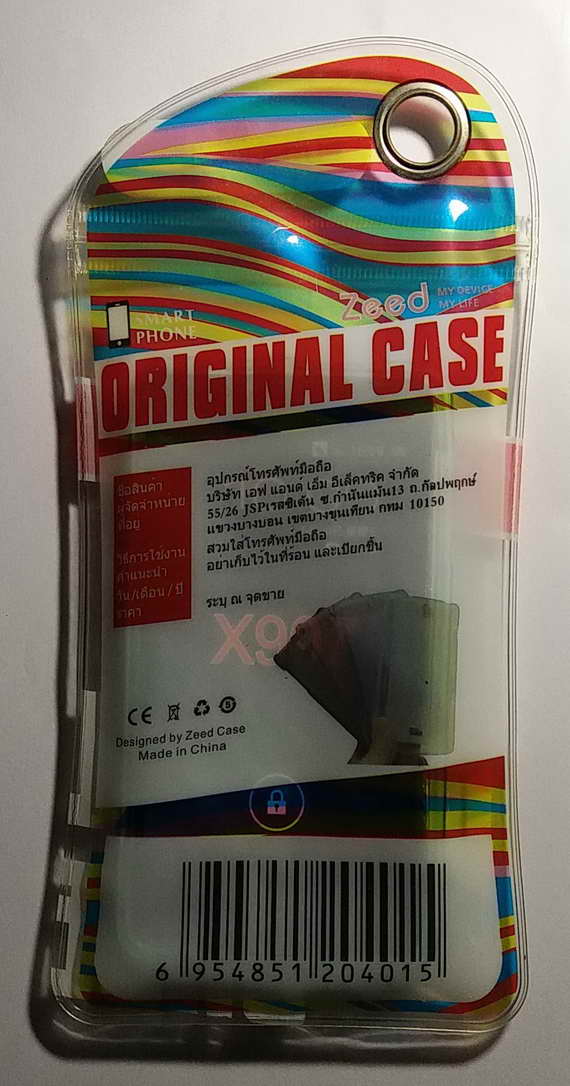 Zeed
MY DEVICE
MY LIFE
SMART
PHONE
ORIGINAL CASE
ชื่อสินค้า
ผู้จัดจำหน่าย
ที่อยู่
วิธีการใช้งาน
คำแนะนำ
วัน/เดือน/ปี
ราคา
อุปกรณ์โทรศัพท์มือถือ
บริษัท เอฟ แอนด์ เอ็ม อีเล็คทริค จำกัด
55/26 JSPเรสซิเด้น ซ.กำนันแม้น13 ถ.กัลปพฤกษ์
แขวงบางบอน เขตบางขุนเทียน กทม 10150
สวมใส่โทรศัพท์มือถือ
อย่าเก็บไว้ในที่ร้อน และเปียกชื้น
ระบุ ณ จุดขาย
CE
Designed by Zeed Case
Made in China
6 954851 204015